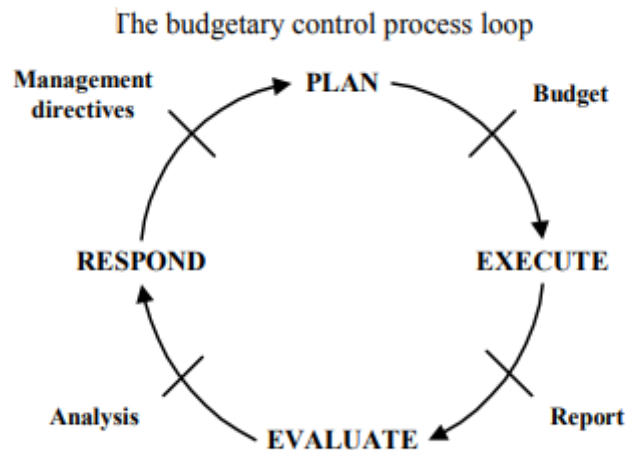 The budgetary control process loop
Management
directives
PLAN
Budget
RESPOND
EXECUTE
Analysis
EVALUATE
Report